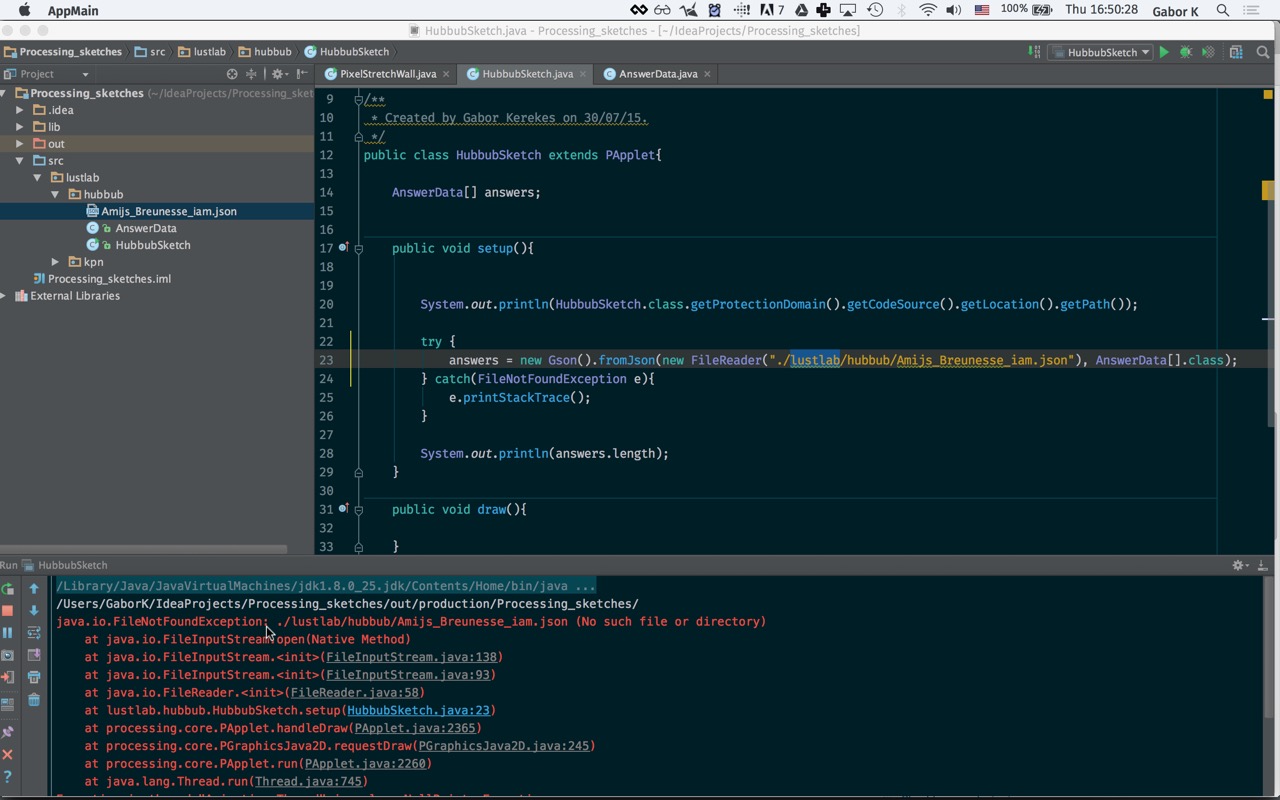 AppMain
7
100%
Thu 16:50:28
Gabor K
HubbubSketch.java - Processing_sketches - [~/IdeaProjects/Processing_sketches]
Processing_sketches
src
lustlab
hubbub
HubbubSketch
HubbubSketch
Project
PixelStretchWall.java
HubbubSketch.java
AnswerData.java
Processing_sketches (~/IdeaProjects/Processing_sket
.idea
lib
out
src
lustlab
hubbub
Amijs_Breunesse_iam.json
AnswerData
HubbubSketch
kpn
Processing_sketches.iml
External Libraries
9 /**
10 * Created by Gabor Kerekes on 30/07/15.
11 */
12 public class HubbubSketch extends PApplet{
13
14 AnswerData[] answers;
15
16
17 public void setup(){
18
19
20 System.out.println(HubbubSketch.class.getProtectionDomain().getCodeSource().getLocation().getPath());
21
22 try {
23 answers = new Gson().fromJson(new FileReader("./lustlab/hubbub/Amijs_Breunesse_iam.json"), AnswerData[].class);
24 } catch(FileNotFoundException e){
25 e.printStackTrace();
26 }
27
28 System.out.println(answers.length);
29 }
30
31 public void draw(){
32
33 }
Run HubbubSketch
/Library/Java/JavaVirtualMachines/jdk1.8.0_25.jdk/Contents/Home/bin/java ...
/Users/GaborK/IdeaProjects/Processing_sketches/out/production/Processing_sketches/
java.io.FileNotFoundException: ./lustlab/hubbub/Amijs_Breunesse_iam.json (No such file or directory)
at java.io.FileInputStream.open(Native Method)
at java.io.FileInputStream.<init>(FileInputStream.java:138)
at java.io.FileInputStream.<init>(FileInputStream.java:93)
at java.io.FileReader.<init>(FileReader.java:58)
at lustlab.hubbub.HubbubSketch.setup(HubbubSketch.java:23)
at processing.core.PApplet.handleDraw(PApplet.java:2365)
at processing.core.PGraphicsJava2D.requestDraw(PGraphicsJava2D.java:245)
at processing.core.PApplet.run(PApplet.java:2260)
at java.lang.Thread.run(Thread.java:745)